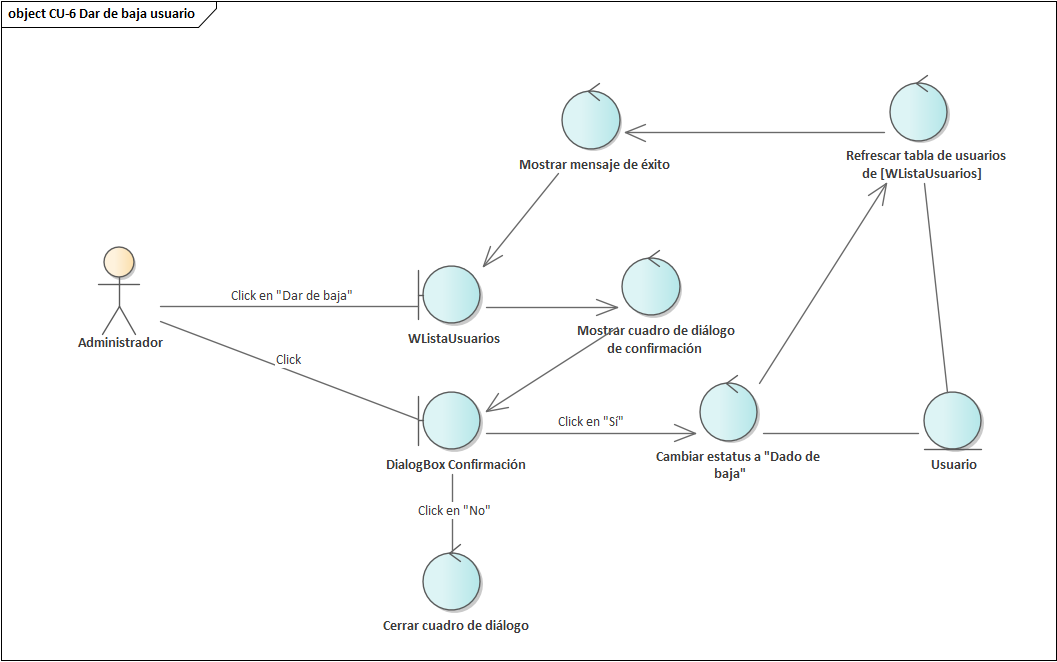 object CU-6 Dar de baja usuario
Mostrar mensaje de éxito
Refrescar tabla de usuarios
de [WListaUsuarios]
Click en "Dar de baja"
Administrador
WListaUsuarios
Mostrar cuadro de diálogo
de confirmación
Click
Click en "Sí"
DialogBox Confirmación
Cambiar estatus a "Dado de
baja"
Usuario
Click en "No"
Cerrar cuadro de diálogo